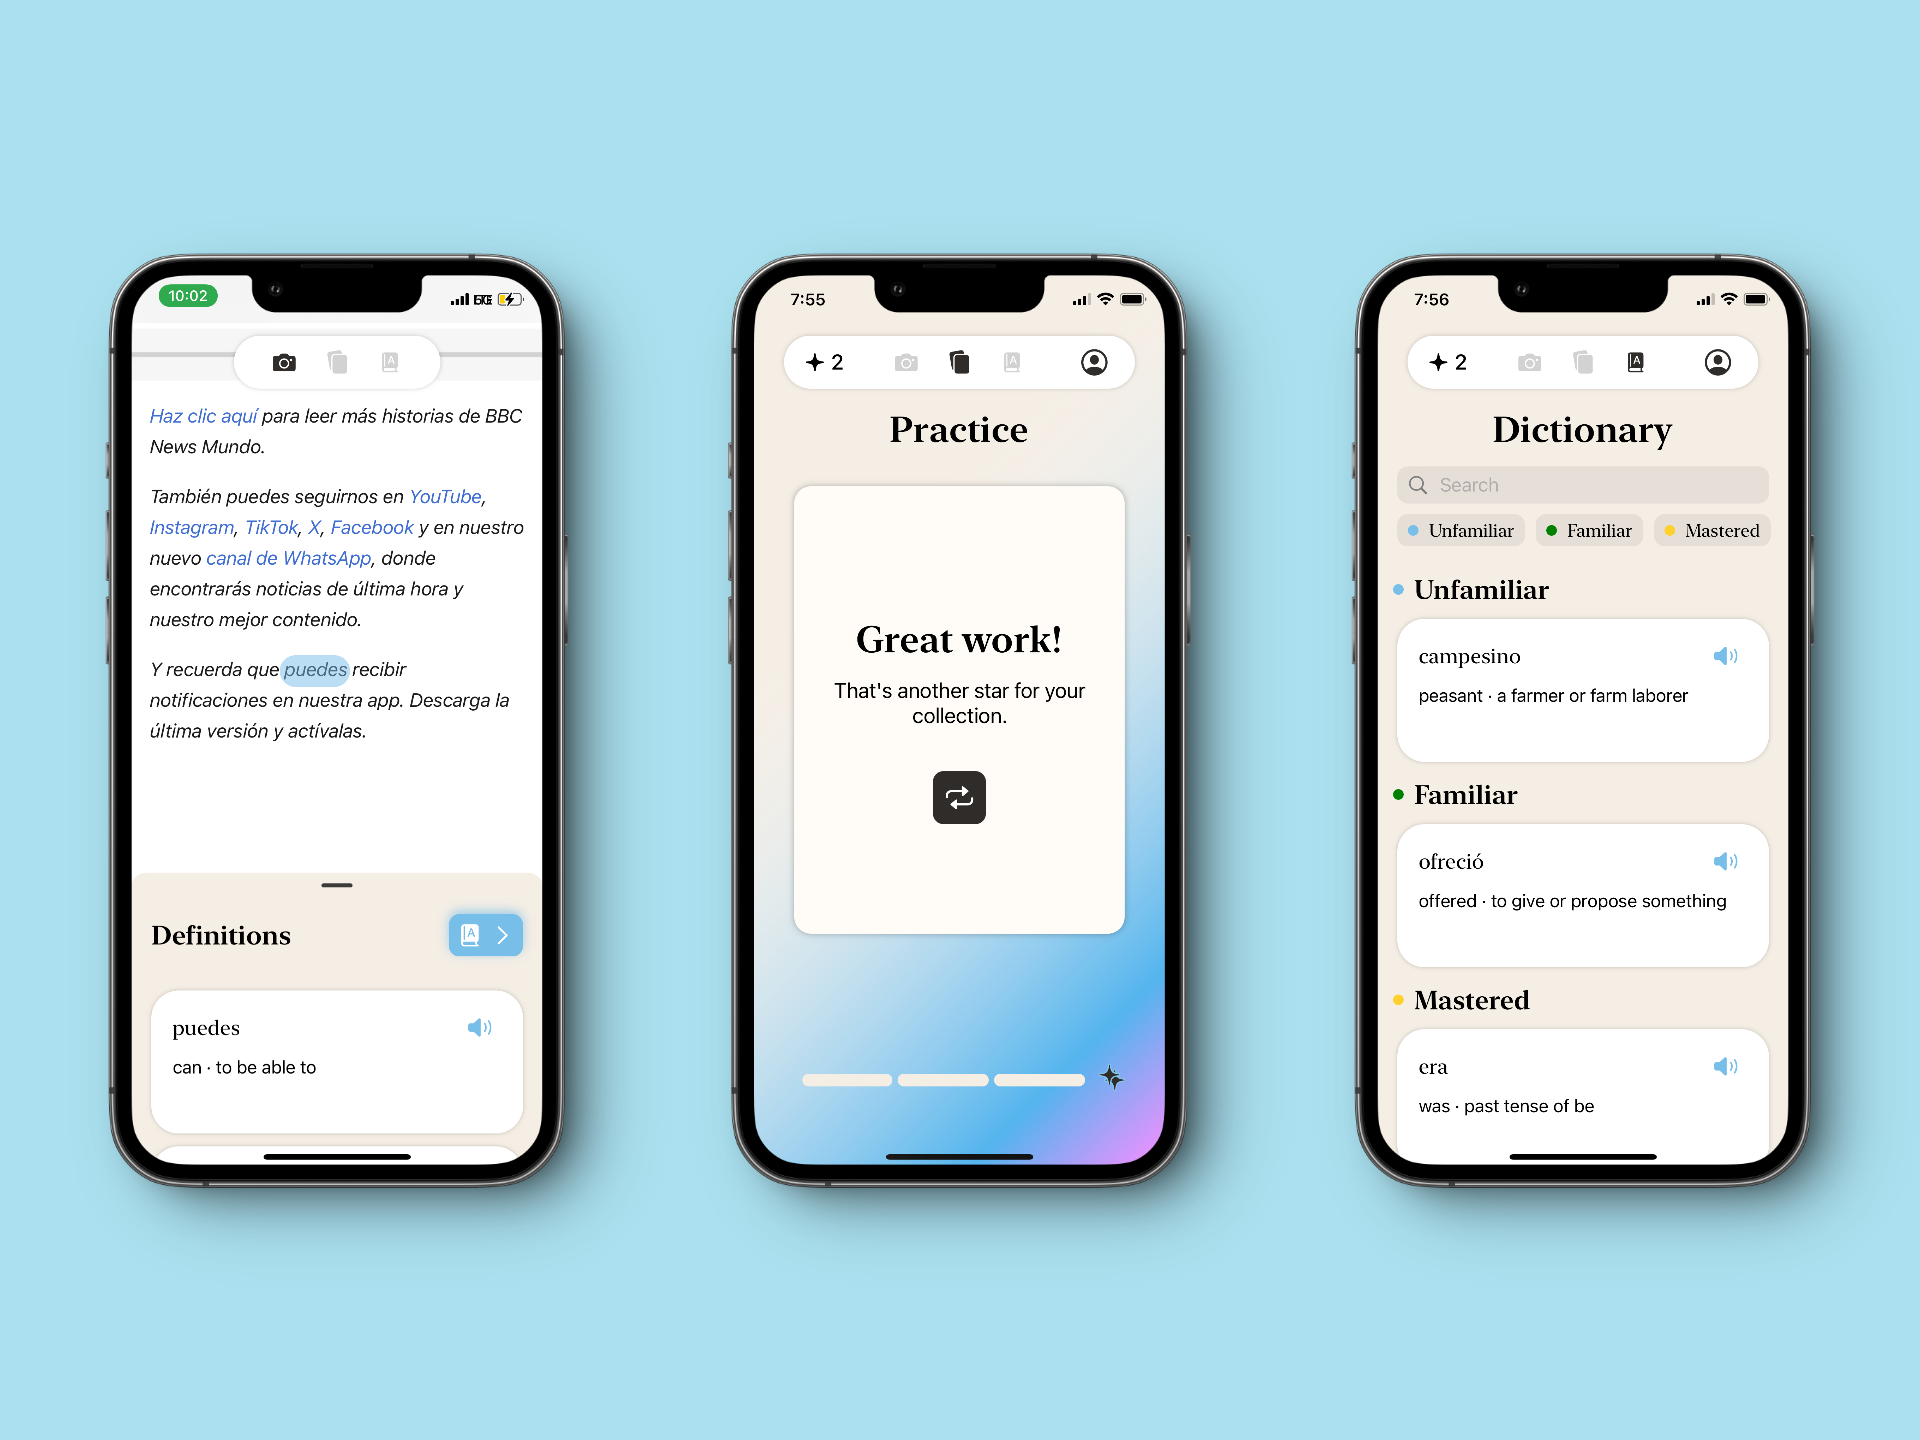 10:02
Haz clic aquí para leer más historias de BBC
News Mundo.
También puedes seguirnos en YouTube,
Instagram, TikTok, X, Facebook y en nuestro
nuevo canal de WhatsApp, donde
encontrarás noticias de última hora y
nuestro mejor contenido.
Y recuerda que puedes recibir
notificaciones en nuestra app. Descarga la
última versión y actívalas.
Definitions
A
puedes
can · to be able to
7:55
2
Practice
Great work!
That's another star for your
collection.
7:56
2
A
Dictionary
Search
Unfamiliar Familiar Mastered
Unfamiliar
campesino
peasant · a farmer or farm laborer
Familiar
ofreció
offered · to give or propose something
Mastered
era
was · past tense of be